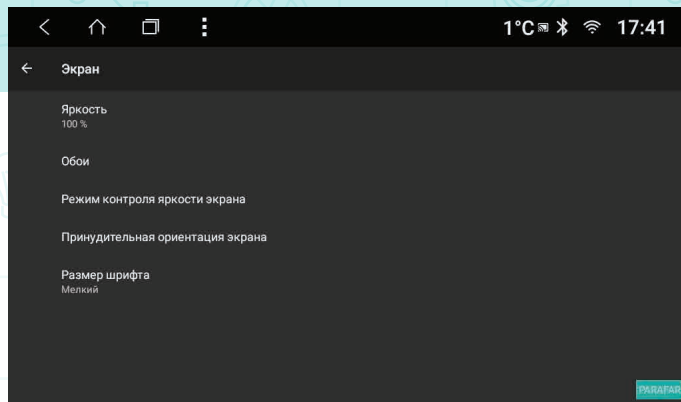 1°C 17:41
Экран
Яркость
100 %
Обои
Режим контроля яркости экрана
Принудительная ориентация экрана
Размер шрифта
Мелкий
PARAFAR